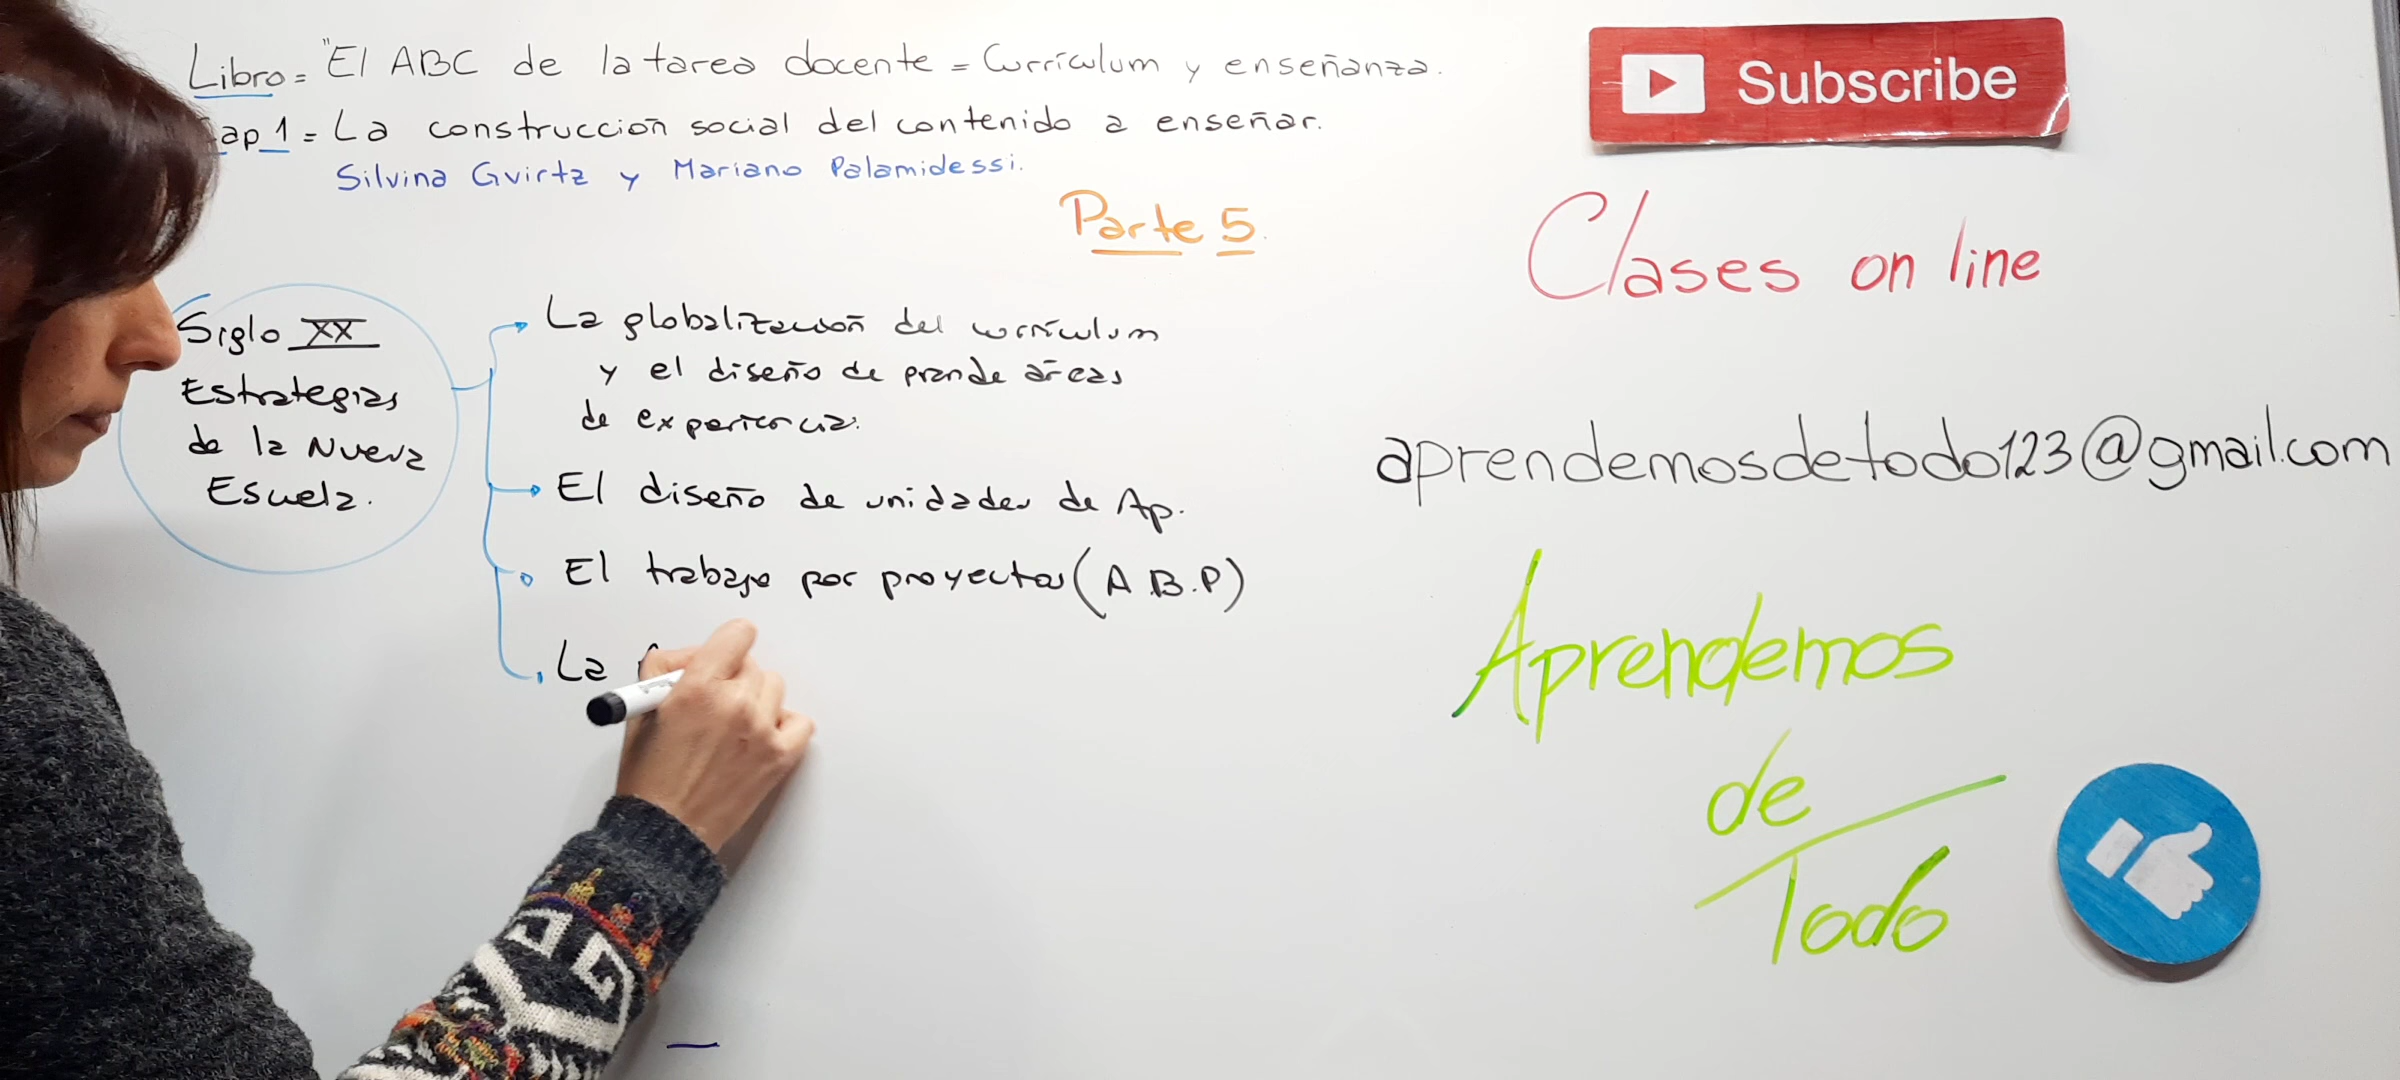 Libro = "El ABC de la tarea docente = Currículum y enseñanza.
ap 1 = La construcción social del contenido a enseñar.
Silvina Gvirtz y Mariano Palamidessi.
Parte 5.
Siglo XX
Estrategias
de la Nueva
Escuela.
La globalización del currículum
y el diseño de grande áreas
de experiencia.
El diseño de unidades de Ap.
El trabajo por proyectos (A.B.P)
La
Subscribe
Clases on line
aprendemosdetodo123@gmail.com
Aprendemos
de
Todo